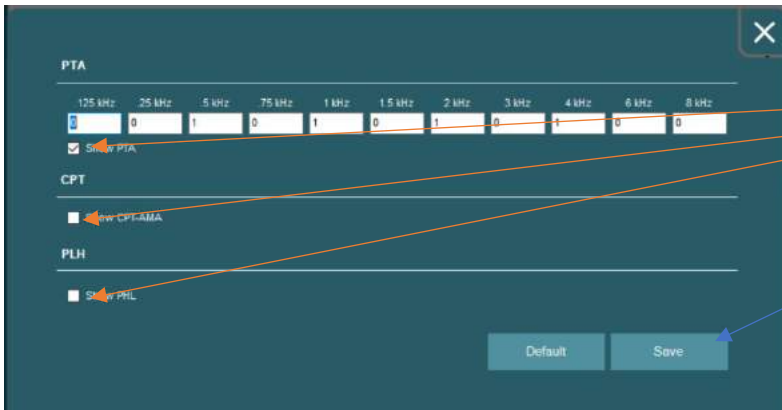 PTA
.125 kHz .25 kHz .5 kHz .75 kHz 1 kHz 1.5 kHz 2 kHz 3 kHz 4 kHz 6 kHz 8 kHz
0 0 1 0 1 0 1 0 1 0 0
Show PTA
CPT
Show CPT-AMA
PLH
Show PHL
Default Save